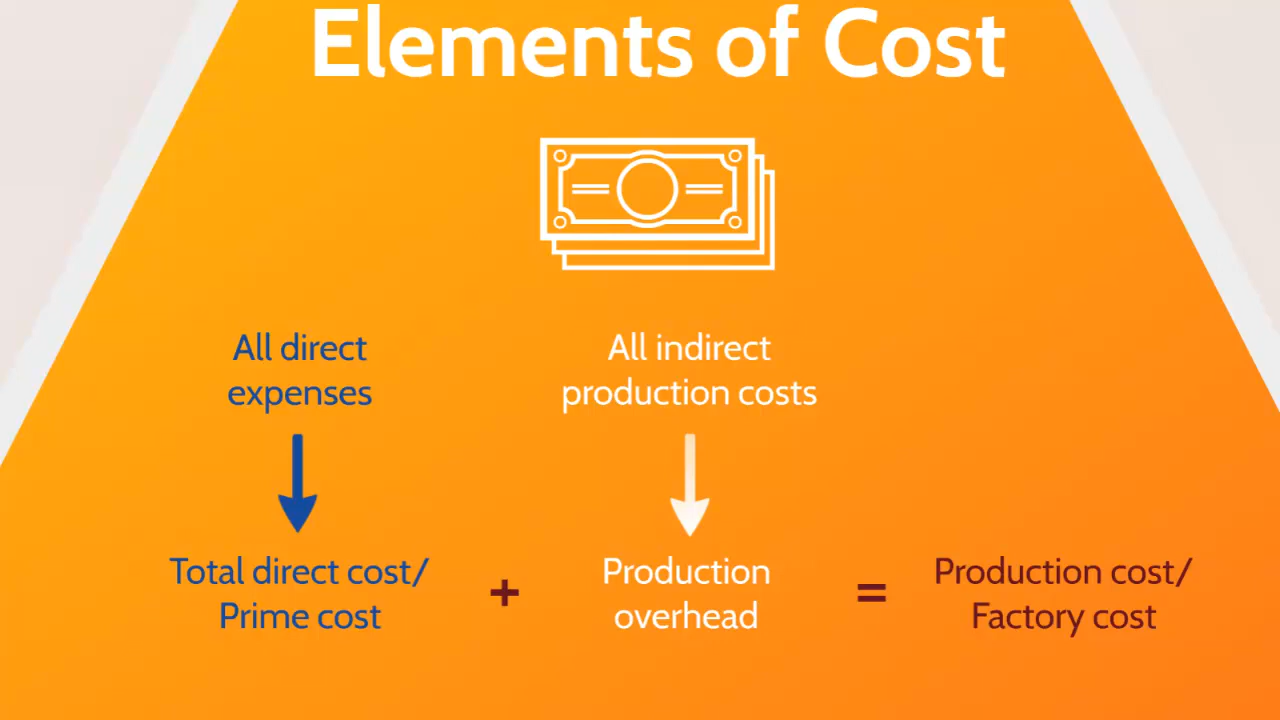 Elements of Cost
All direct
expenses
All indirect
production costs
Total direct cost/
Prime cost
+
Production
overhead
=
Production cost/
Factory cost